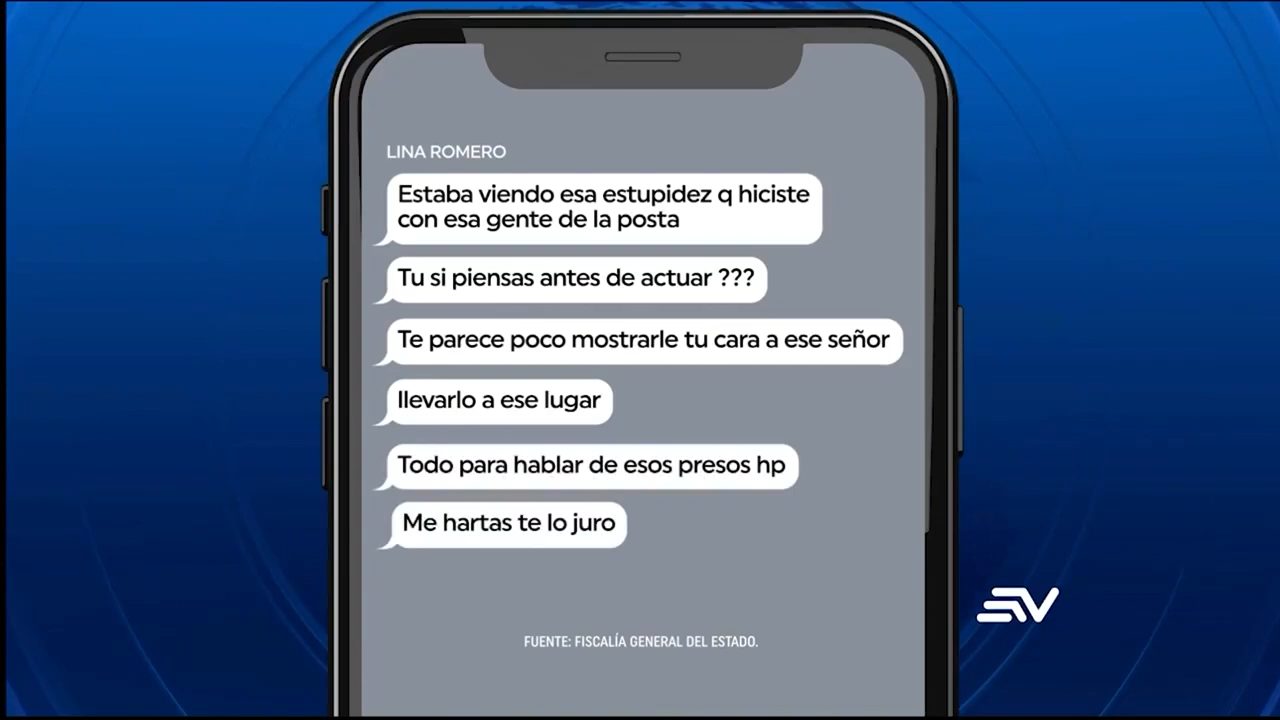 LINA ROMERO
Estaba viendo esa estupidez q hiciste
con esa gente de la posta
Tu si piensas antes de actuar ???
Te parece poco mostrarle tu cara a ese señor
llevarlo a ese lugar
Todo para hablar de esos presos hp
Me hartas te lo juro
FUENTE: FISCALÍA GENERAL DEL ESTADO.